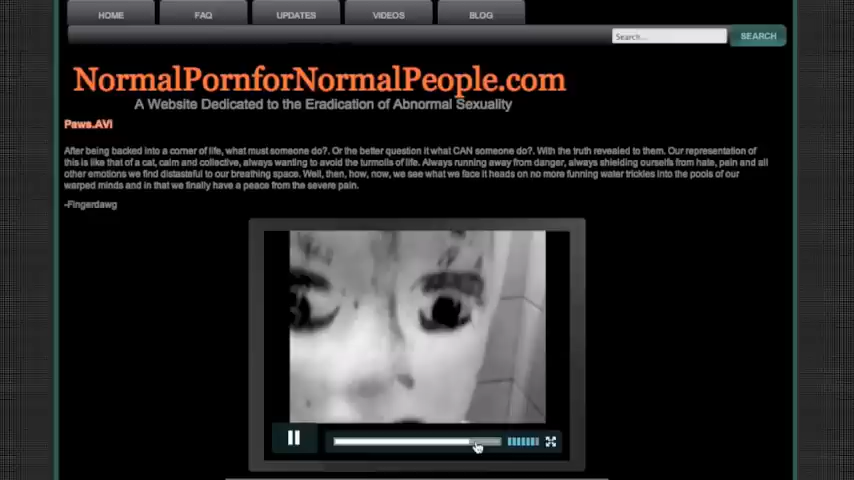 HOME FAQ UPDATES VIDEOS BLOG
Search... SEARCH
NormalPornforNormalPeople.com
A Website Dedicated to the Eradication of Abnormal Sexuality
Paws.AVI
After being backed into a corner of life, what must someone do?. Or the better question it what CAN someone do?. With the truth revealed to them. Our representation of
this is like that of a cat, calm and collective, always wanting to avoid the turmoils of life. Always running away from danger, always shielding ourselfs from hate, pain and all
other emotions we find distasteful to our breathing space. Well, then, how, now, we see what we face it heads on no more funning water trickles into the pools of our
warped minds and in that we finally have a peace from the severe pain.
-Fingerdawg